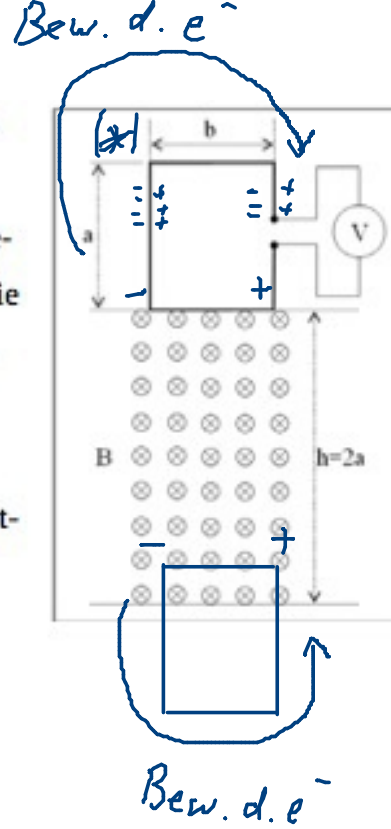 Bew. d. e⁻
(*)
b
= + = +
= + = +
a
V
e-
ie
- +
B
h=2a
t-
- +
Bew. d. e⁻